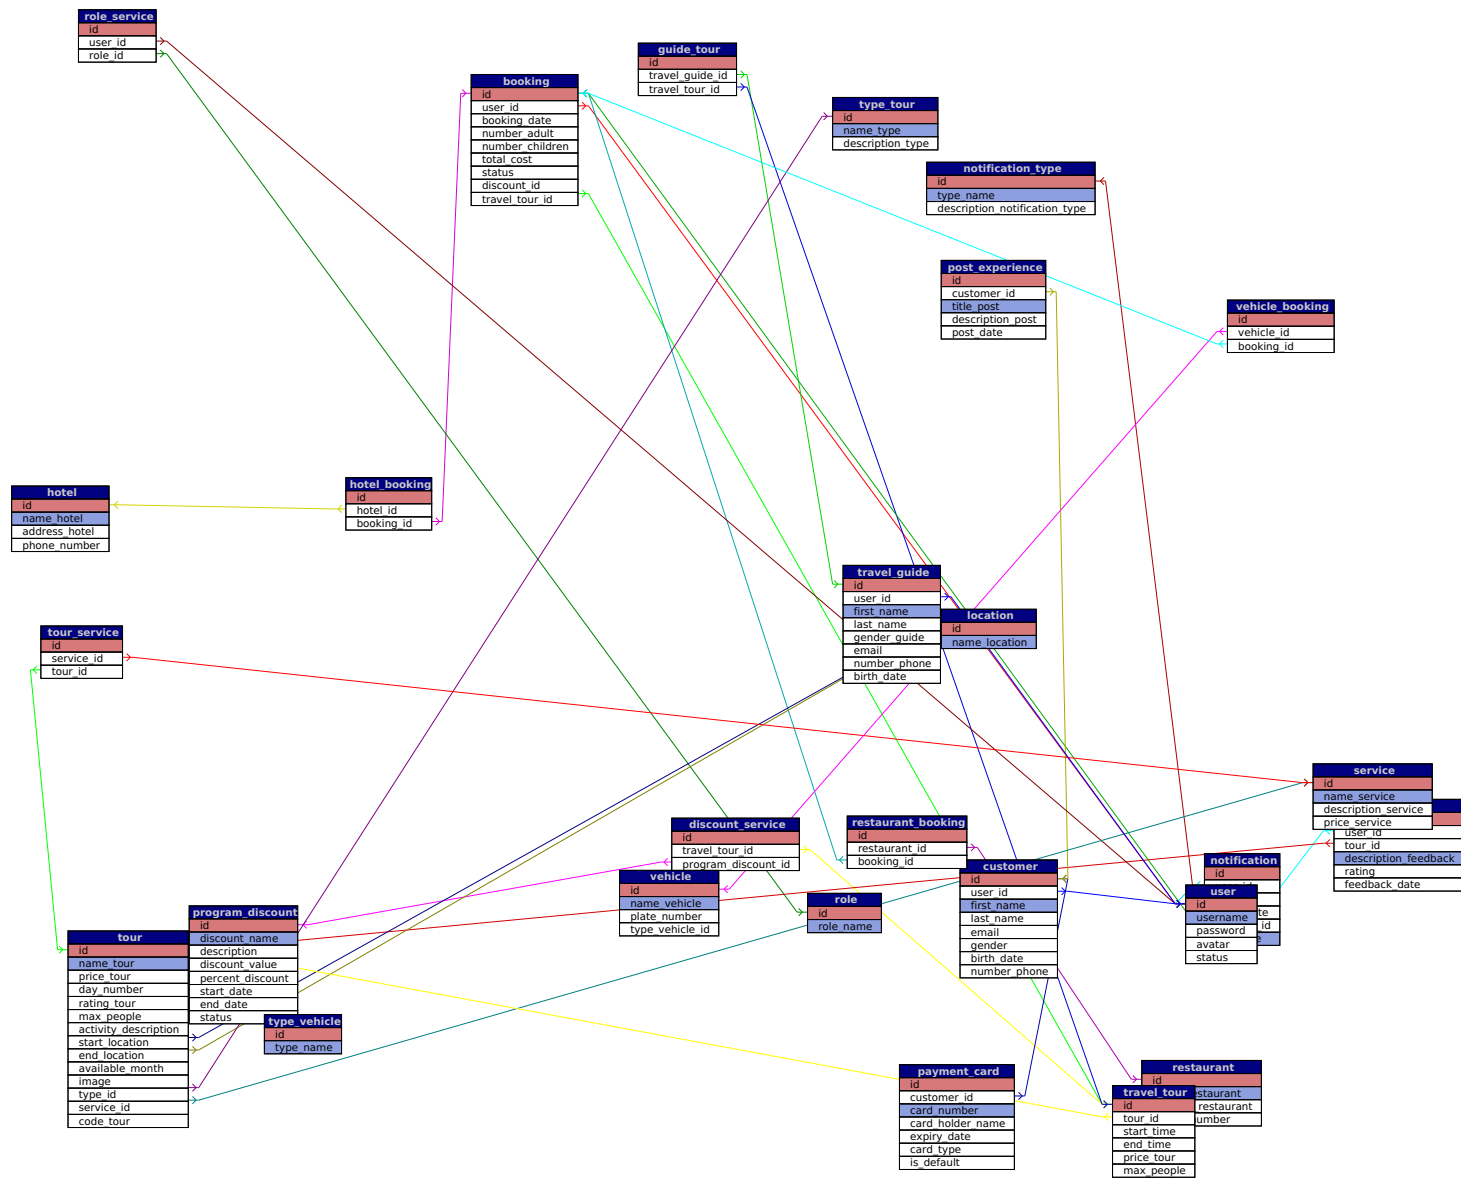 role_service
id
user_id
role_id
guide_tour
id
travel_guide_id
travel_tour_id
booking
id
user_id
booking_date
number_adult
number_children
total_cost
status
discount_id
travel_tour_id
type_tour
id
name_type
description_type
notification_type
id
type_name
description_notification_type
post_experience
id
customer_id
title_post
description_post
post_date
vehicle_booking
id
vehicle_id
booking_id
hotel
id
name_hotel
address_hotel
phone_number
hotel_booking
id
hotel_id
booking_id
travel_guide
id
user_id
first_name
last_name
gender_guide
email
number_phone
birth_date
location
id
name_location
tour_service
id
service_id
tour_id
service
id
name_service
description_service
price_service
user_id
tour_id
description_feedback
rating
feedback_date
discount_service
id
travel_tour_id
program_discount_id
restaurant_booking
id
restaurant_id
booking_id
notification
id
user
id
username
password
avatar
status
customer
id
user_id
first_name
last_name
email
gender
birth_date
number_phone
vehicle
id
name_vehicle
plate_number
type_vehicle_id
role
id
role_name
program_discount
id
discount_name
description
discount_value
percent_discount
start_date
end_date
status
tour
id
name_tour
price_tour
day_number
rating_tour
max_people
activity_description
start_location
end_location
available_month
image
type_id
service_id
code_tour
type_vehicle
id
type_name
payment_card
id
customer_id
card_number
card_holder_name
expiry_date
card_type
is_default
restaurant
id
restaurant
travel_tour
id
tour_id
start_time
end_time
price_tour
max_people